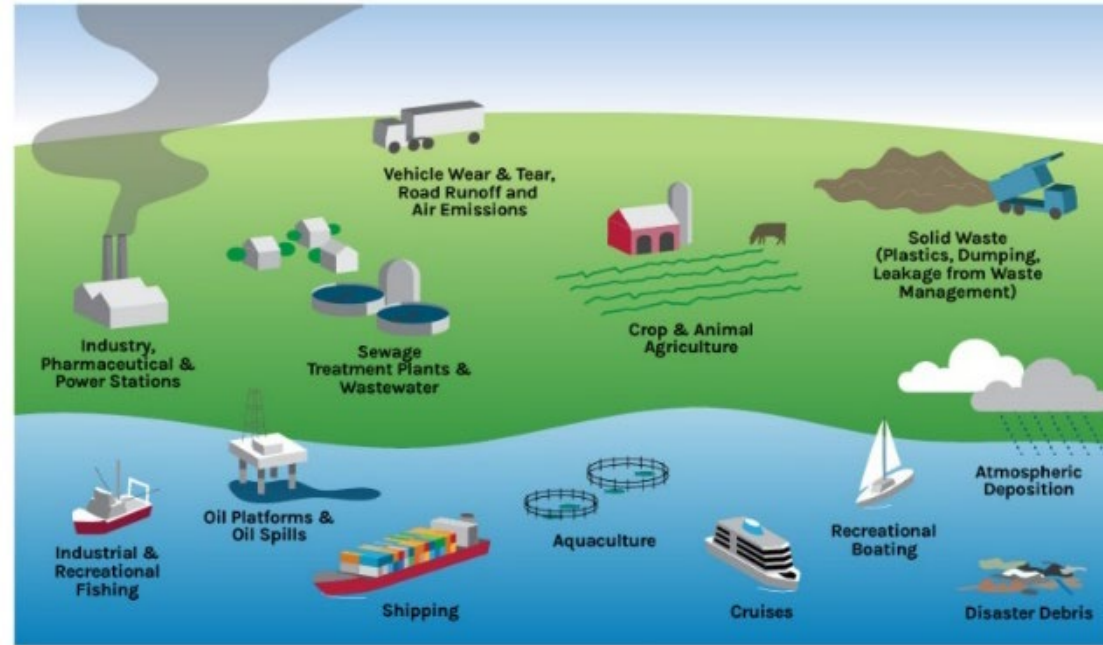 Vehicle Wear & Tear,
Road Runoff and
Air Emissions
Solid Waste
(Plastics, Dumping,
Leakage from Waste
Management)
Industry,
Pharmaceutical &
Power Stations
Sewage
Treatment Plants &
Wastewater
Crop & Animal
Agriculture
Atmospheric
Deposition
Oil Platforms &
Oil Spills
Industrial &
Recreational
Fishing
Aquaculture
Recreational
Boating
Shipping
Cruises
Disaster Debris